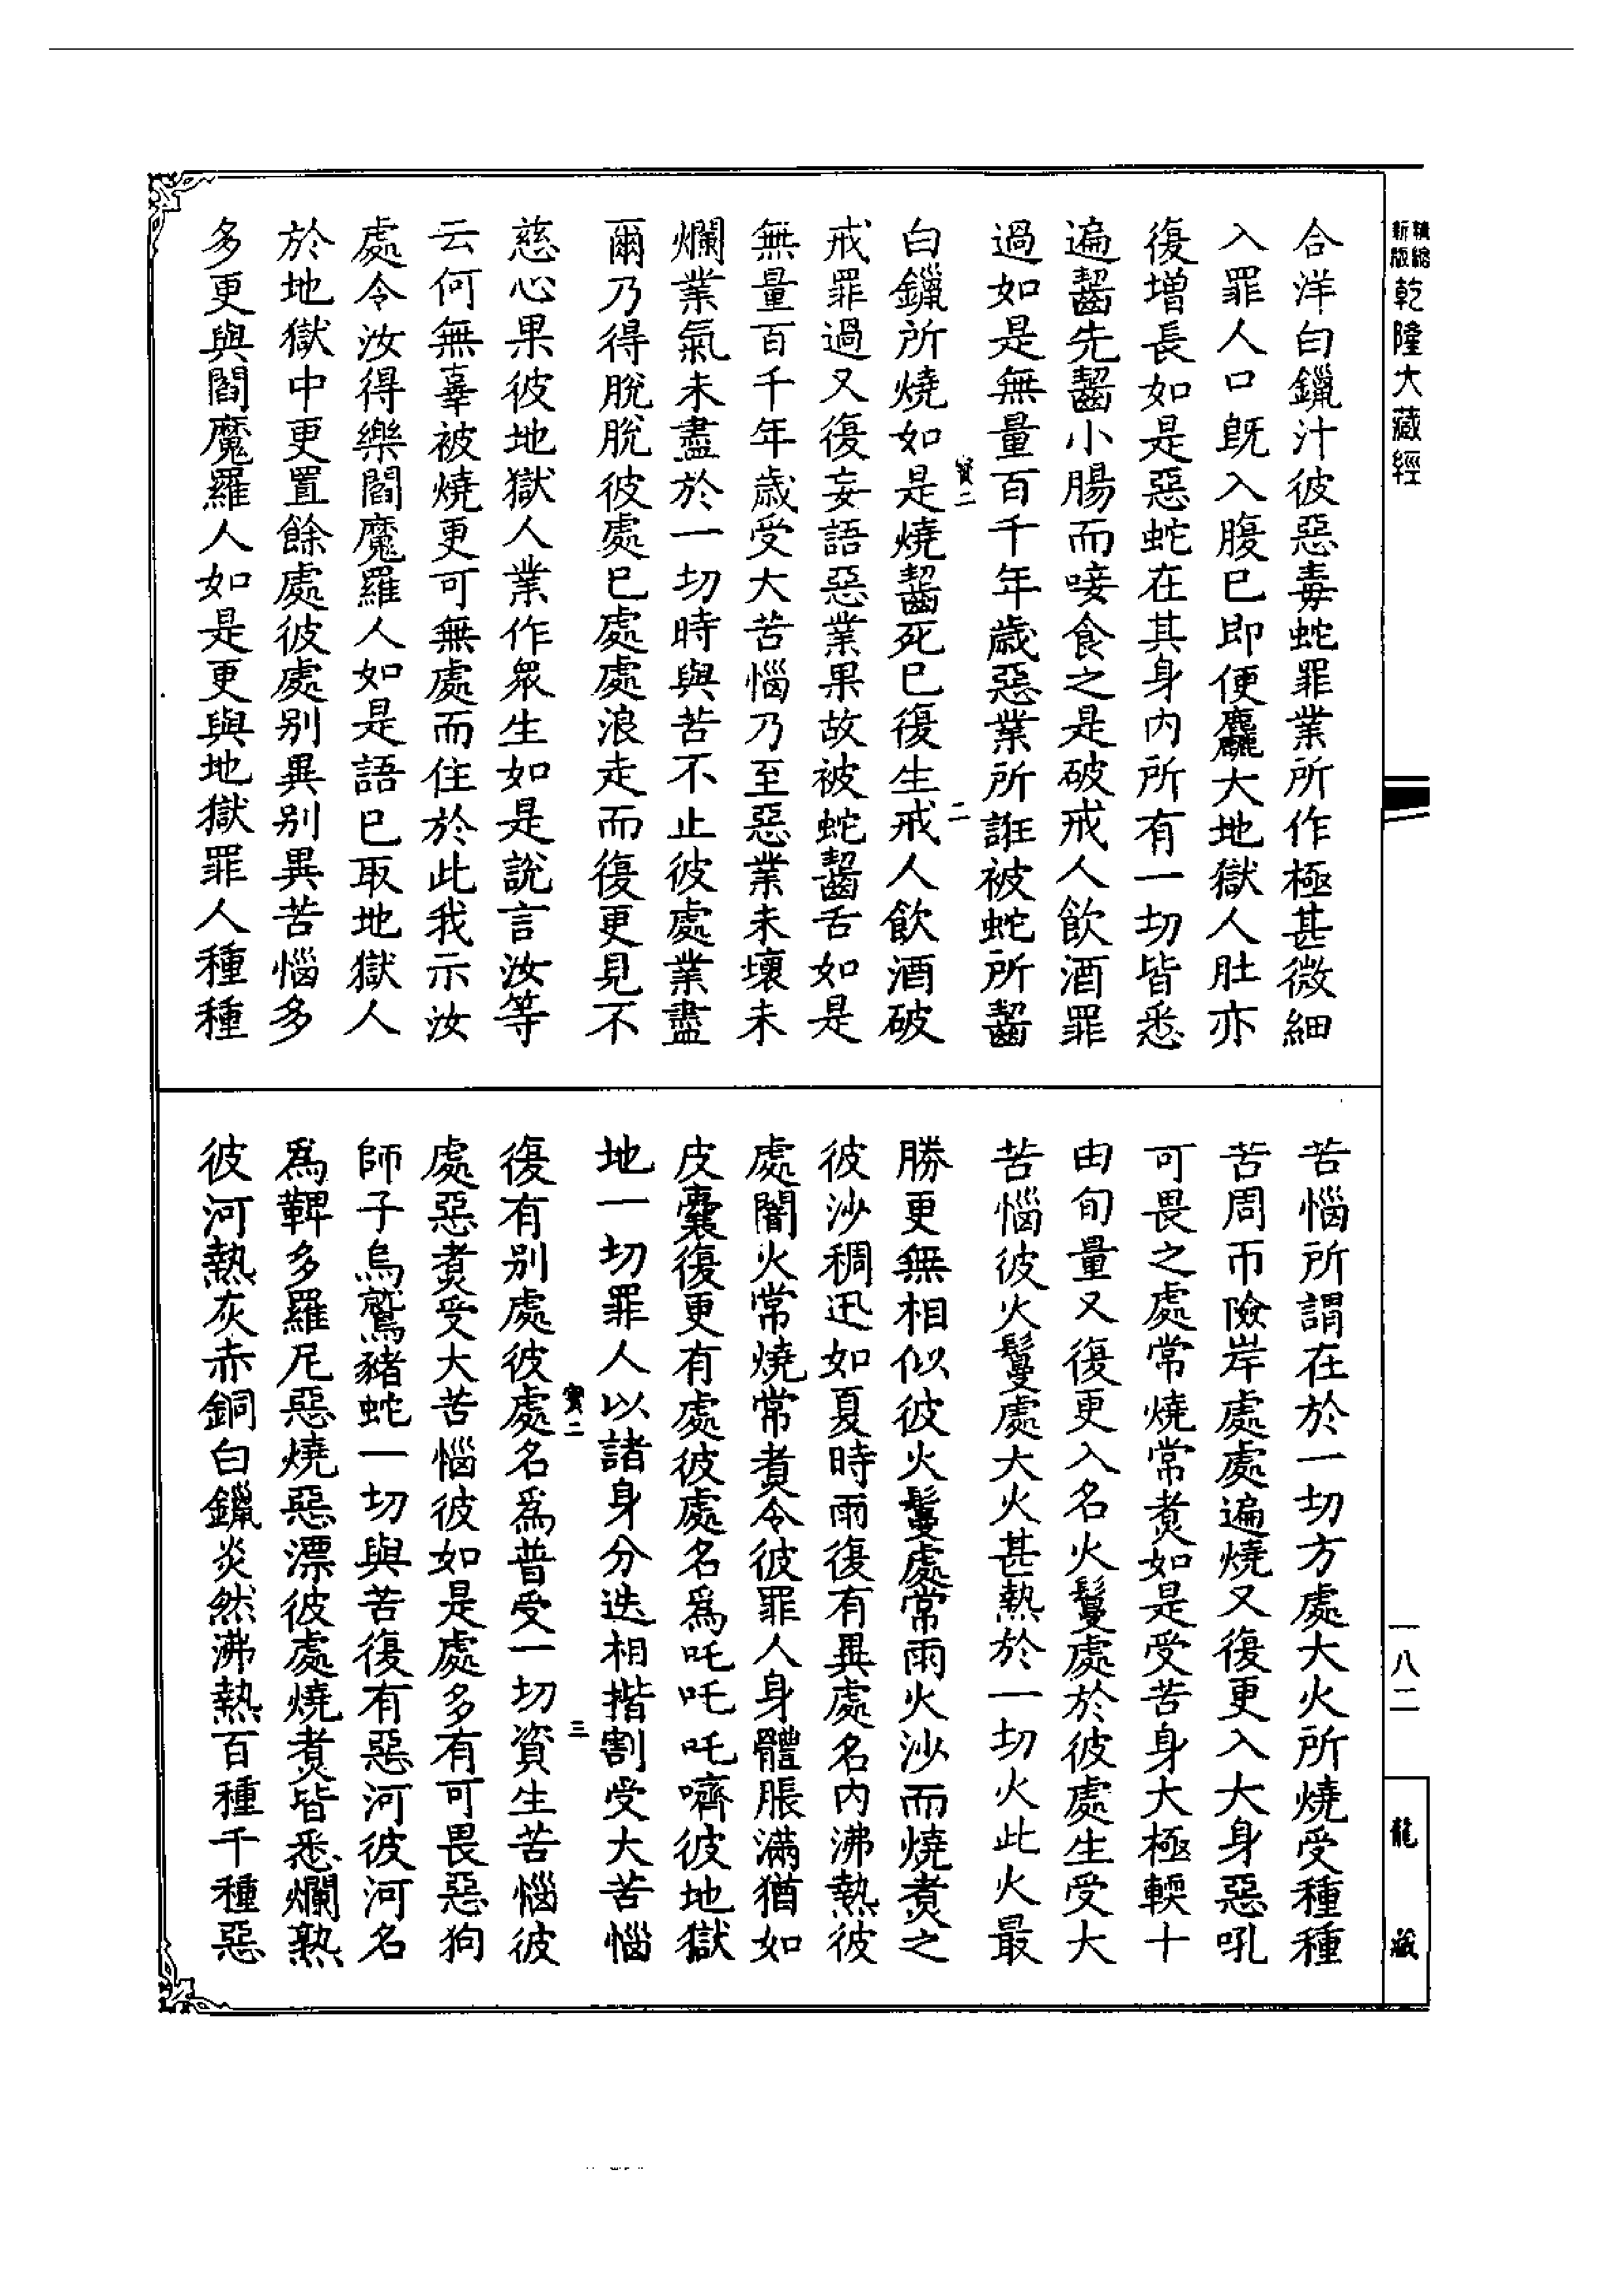 新版
精縮
乾隆大藏經
合洋白鑞汁彼惡毒蛇罪業所作極甚微細
入罪人口旣入腹已即便麤大地獄人肚亦
復增長如是惡蛇在其身內所有一切皆悉
遍齧先齧小腸而唼食之是破戒人飲酒罪
過如是無量百千年歲惡業所誑被蛇所齧
白鑞所燒如是燒齧死已復生戒人飲酒破
戒罪過又復妄語惡業果故被蛇齧舌如是
無量百千年歲受大苦惱乃至惡業未壞未
爛業氣未盡於一切時與苦不止彼處業盡
爾乃得脫脫彼處已處處浪走而復更見不
慈心果彼地獄人業作眾生如是說言汝等
云何無辜被燒更可無處而住於此我示汝
處令汝得樂閻魔羅人如是語已取地獄人
於地獄中更置餘處彼處別異別異苦惱多
多更與閻魔羅人如是更與地獄罪人種種
二
苦惱所謂在於一切方處大火所燒受種種
苦周帀險岸處處遍燒又復更入大身惡吼
可畏之處常燒常煑如是受苦身大極輭十
由旬量又復更入名火鬘處於彼處生受大
苦惱彼火鬘處大火甚熱於一切火此火最
勝更無相似彼火鬘處常雨火沙而燒煑之
彼沙稠迅如夏時雨復有異處名內沸熱彼
處闇火常燒常煑令彼罪人身體脹滿猶如
皮囊復更有處彼處名爲吒吒吒嚌彼地獄
地一切罪人以諸身分迭相揩割受大苦惱
復有別處彼處名爲普受一切資生苦惱彼
處惡煑受大苦惱彼如是處多有可畏惡狗
師子烏鷲豬蛇一切與苦復有惡河彼河名
爲鞞多羅尼惡燒惡漂彼處燒煑皆悉爛熟
彼河熱灰赤銅白鑞炎然沸熱百種千種惡
三
一八二
龍藏